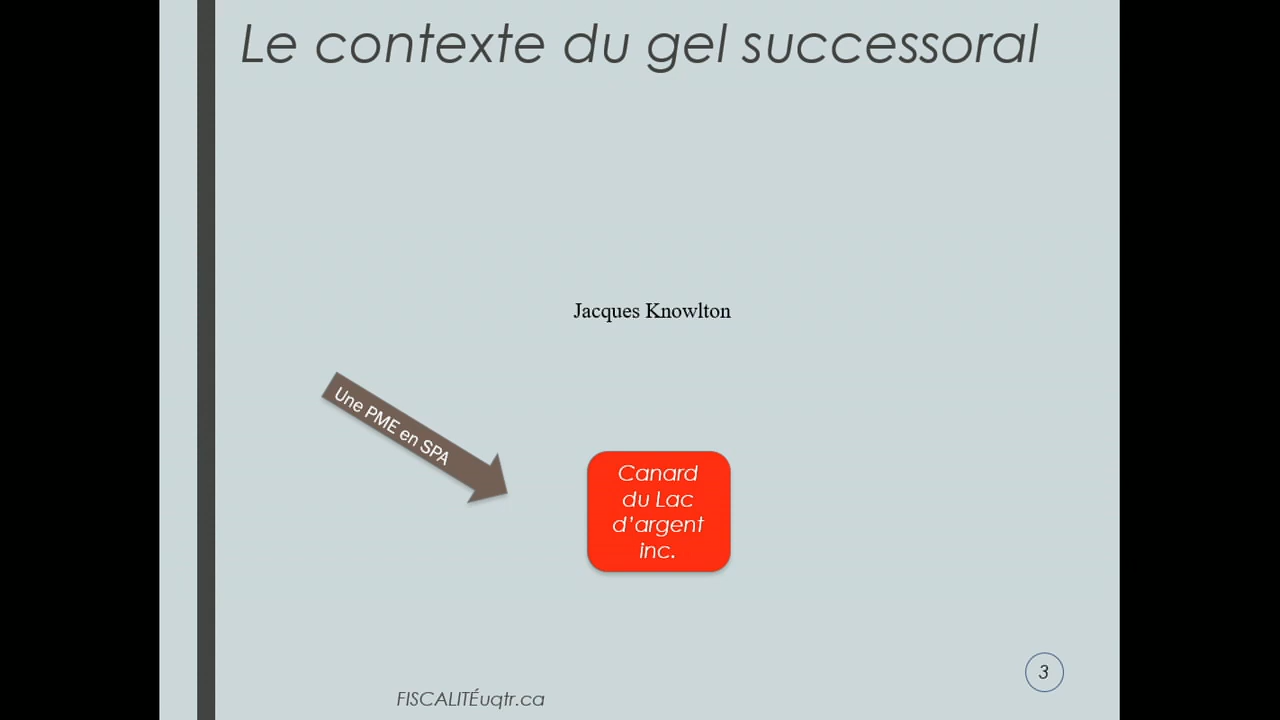 Le contexte du gel successoral
Jacques Knowlton
Une PME en SPA
Canard
du Lac
d'argent
inc.
3
FISCALITÉuqtr.ca